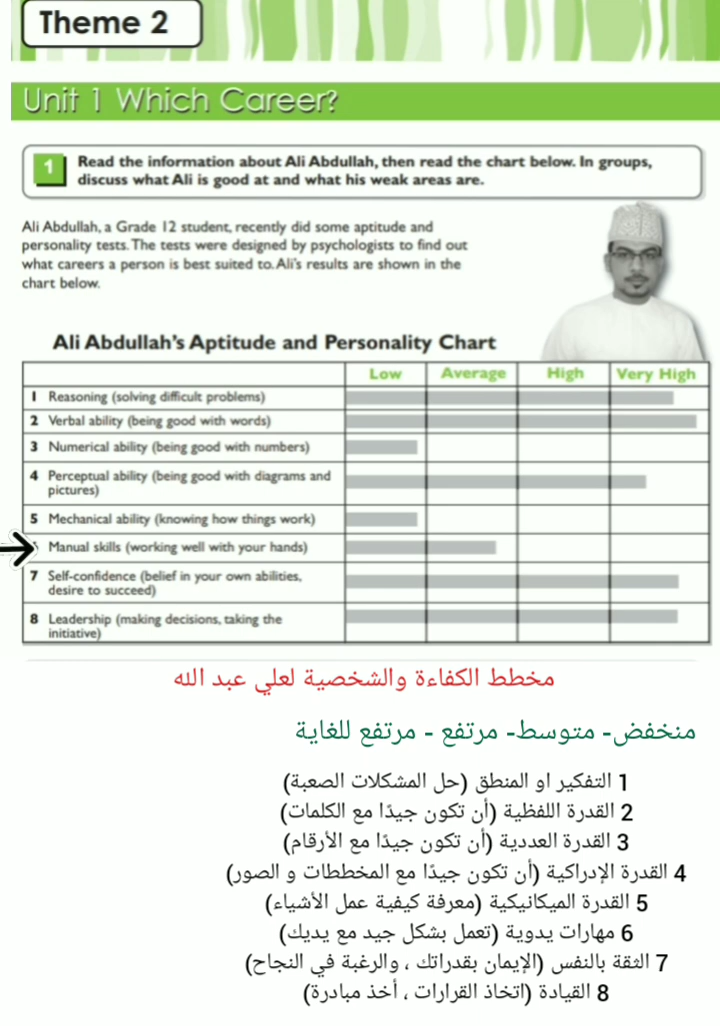 Theme 2
Unit 1 Which Career?
1
Read the information about Ali Abdullah, then read the chart below. In groups,
discuss what Ali is good at and what his weak areas are.
Ali Abdullah, a Grade 12 student, recently did some aptitude and
personality tests. The tests were designed by psychologists to find out
what careers a person is best suited to. Ali's results are shown in the
chart below.
Ali Abdullah's Aptitude and Personality Chart
Low Average High Very High
1 Reasoning (solving difficult problems)
2 Verbal ability (being good with words)
3 Numerical ability (being good with numbers)
4 Perceptual ability (being good with diagrams and
pictures)
5 Mechanical ability (knowing how things work)
Manual skills (working well with your hands)
7 Self-confidence (belief in your own abilities,
desire to succeed)
8 Leadership (making decisions, taking the
initiative)
مخطط الكفاءة والشخصية لعلي عبد الله
منخفض- متوسط- مرتفع - مرتفع للغاية
1 التفكير او المنطق (حل المشكلات الصعبة)
2 القدرة اللفظية (أن تكون جيدًا مع الكلمات)
3 القدرة العددية (أن تكون جيدًا مع الأرقام)
4 القدرة الإدراكية (أن تكون جيدًا مع المخططات و الصور)
5 القدرة الميكانيكية (معرفة كيفية عمل الأشياء)
6 مهارات يدوية (تعمل بشكل جيد مع يديك)
7 الثقة بالنفس (الإيمان بقدراتك ، والرغبة في النجاح)
8 القيادة (اتخاذ القرارات ، أخذ مبادرة)